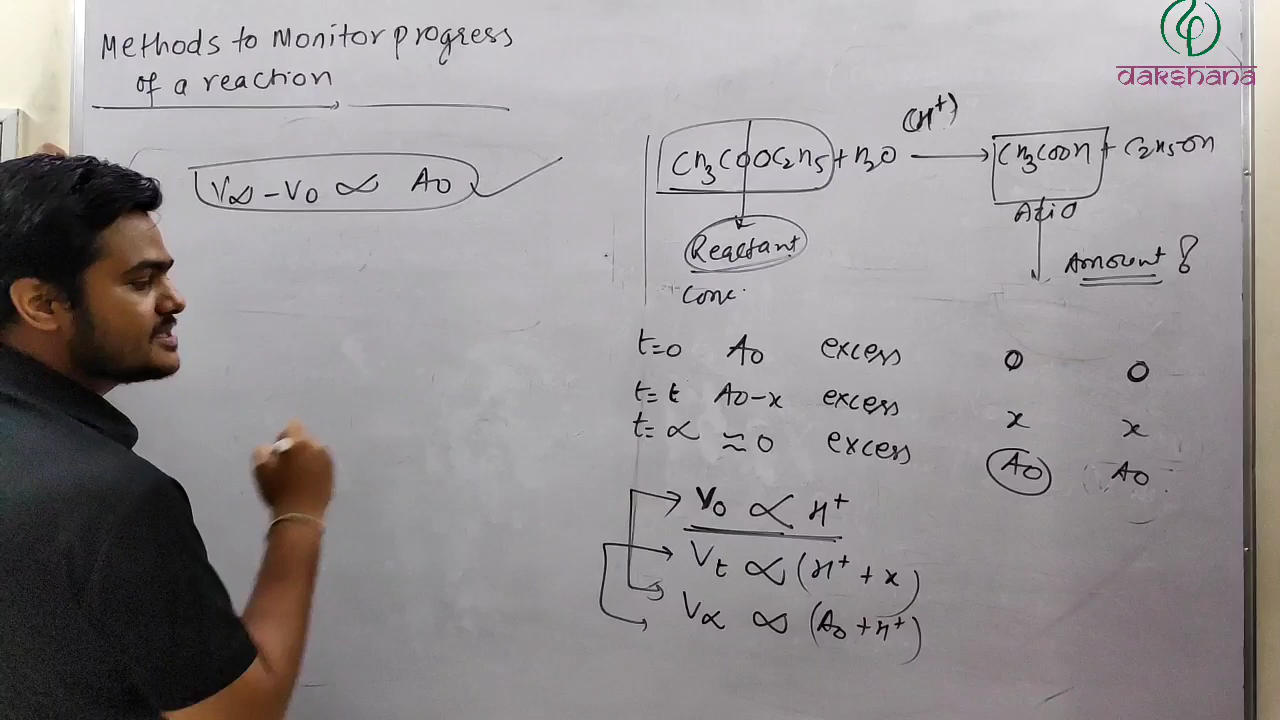 Methods to Monitor progress
of a reaction
V∞ - V0 ∝ A0
dakshana
(H+)
CH3COOC2H5 + H2O → CH3COOH + C2H5OH
Reactant
Conc.
Acid
Amount ?
t=0 A0 excess 0 0
t=t A0-x excess x x
t=∞ ≈0 excess A0 A0
V0 ∝ H+
Vt ∝ (H+ + x)
V∞ ∝ (A0 + H+)